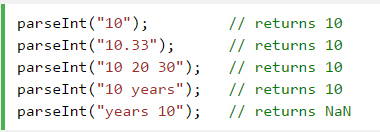 parseInt("10");          // returns 10
parseInt("10.33");       // returns 10
parseInt("10 20 30");    // returns 10
parseInt("10 years");    // returns 10
parseInt("years 10");    // returns NaN